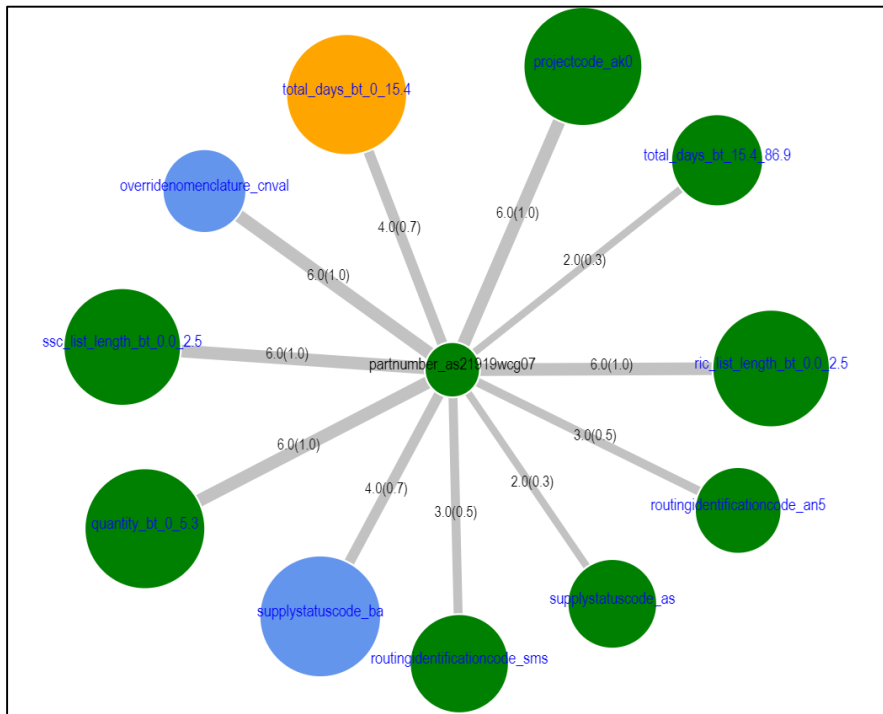 projectcode_ak0
total_days_bt_0_15.4
total_days_bt_15.4_86.9
overridenomenclature_cnval
4.0(0.7)
6.0(1.0)
2.0(0.3)
6.0(1.0)
ssc_list_length_bt_0.0_2.5
6.0(1.0)
partnumber_as21919wcg07
6.0(1.0)
ric_list_length_bt_0.0_2.5
6.0(1.0)
3.0(0.5)
2.0(0.3)
4.0(0.7)
3.0(0.5)
routingidentificationcode_an5
quantity_bt_0_5.3
supplystatuscode_ba
supplystatuscode_as
routingidentificationcode_sms